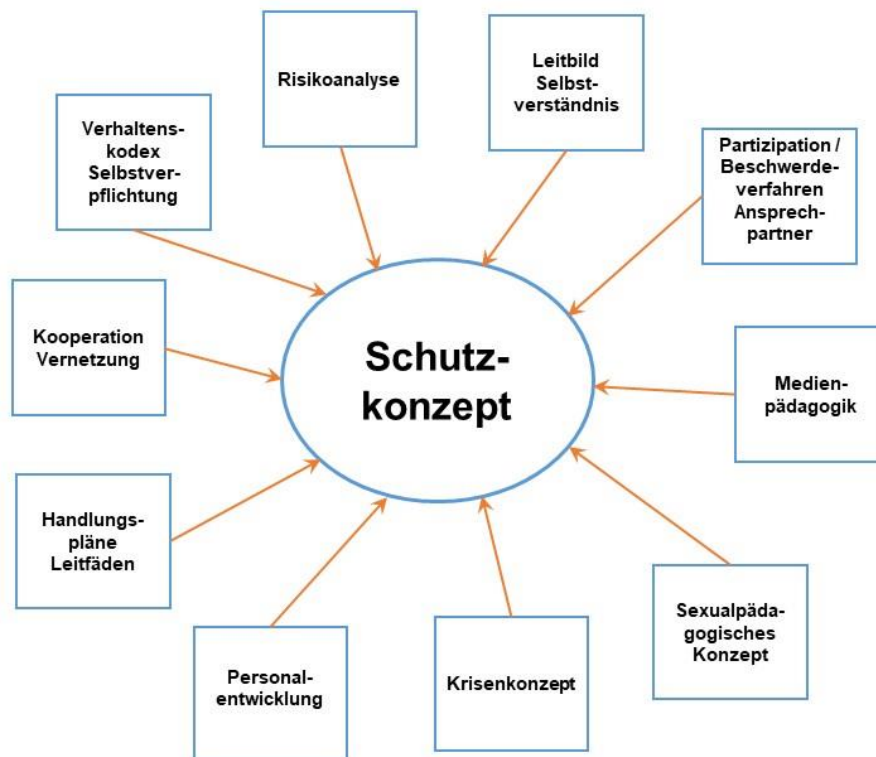 Risikoanalyse
Leitbild
Selbst-
verständnis
Verhaltens-
kodex
Selbstver-
pflichtung
Partizipation /
Beschwerde-
verfahren
Ansprech-
partner
Kooperation
Vernetzung
Schutz-
konzept
Medien-
pädagogik
Handlungs-
pläne
Leitfäden
Sexualpäda-
gogisches
Konzept
Personal-
entwicklung
Krisenkonzept